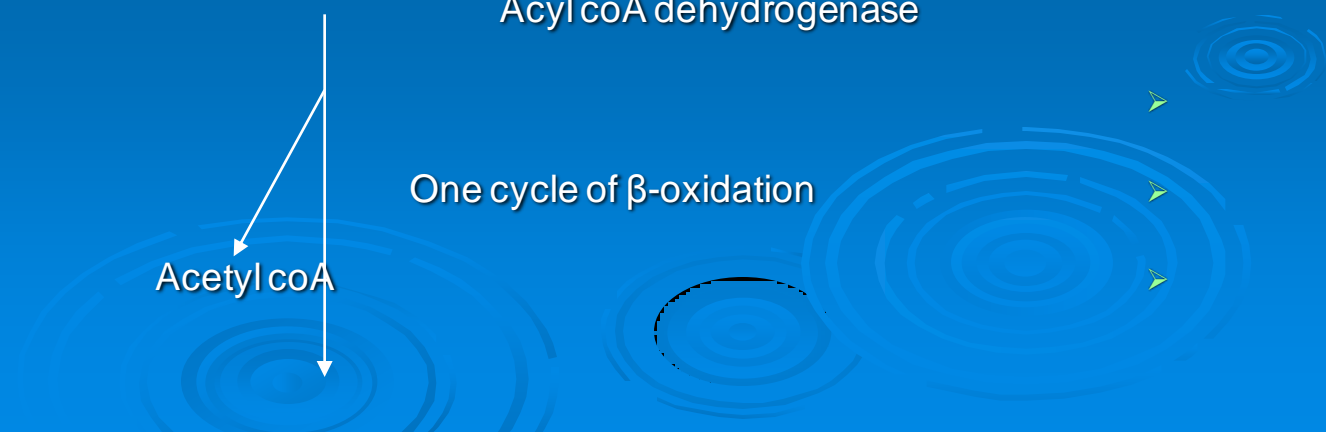 Acyl coA dehydrogenase
One cycle of β-oxidation
Acetyl coA